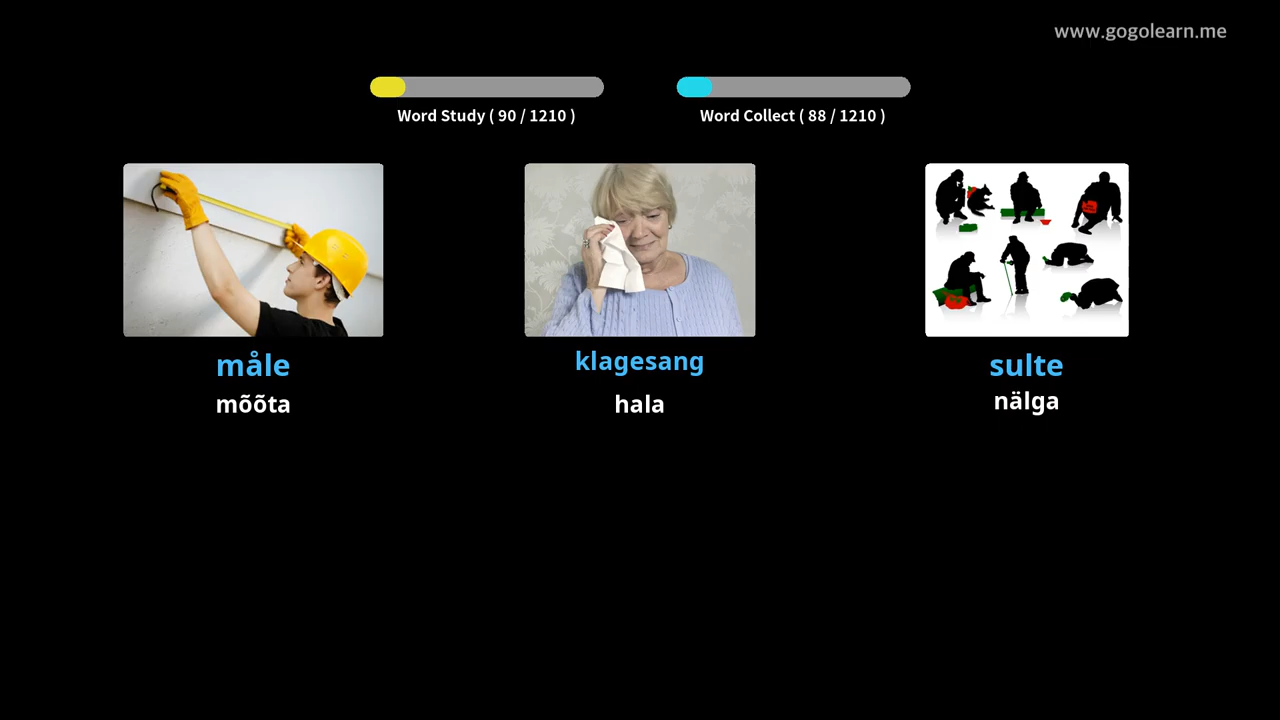 www.gogolearn.me
Word Study ( 90 / 1210 )
Word Collect ( 88 / 1210 )
måle
klagesang
sulte
mõõta
hala
nälga